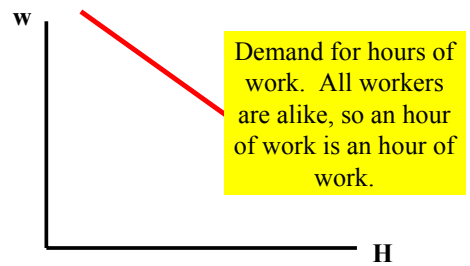 w
Demand for hours of
work. All workers
are alike, so an hour
of work is an hour of
work.
H